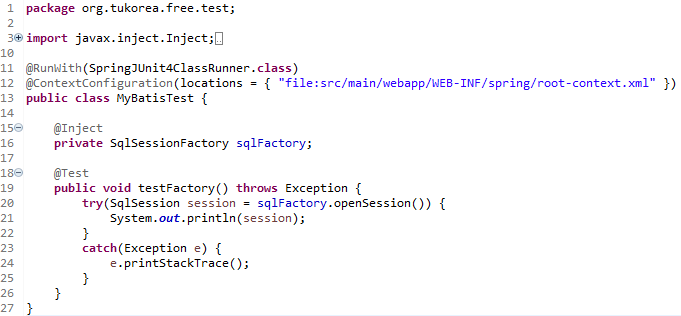 1 package org.tukorea.free.test;
2
3 import javax.inject.Inject;
10
11 @RunWith(SpringJUnit4ClassRunner.class)
12 @ContextConfiguration(locations = { "file:src/main/webapp/WEB-INF/spring/root-context.xml" })
13 public class MyBatisTest {
14
15     @Inject
16     private SqlSessionFactory sqlFactory;
17
18     @Test
19     public void testFactory() throws Exception {
20         try(SqlSession session = sqlFactory.openSession()) {
21             System.out.println(session);
22         }
23         catch(Exception e) {
24             e.printStackTrace();
25         }
26     }
27 }